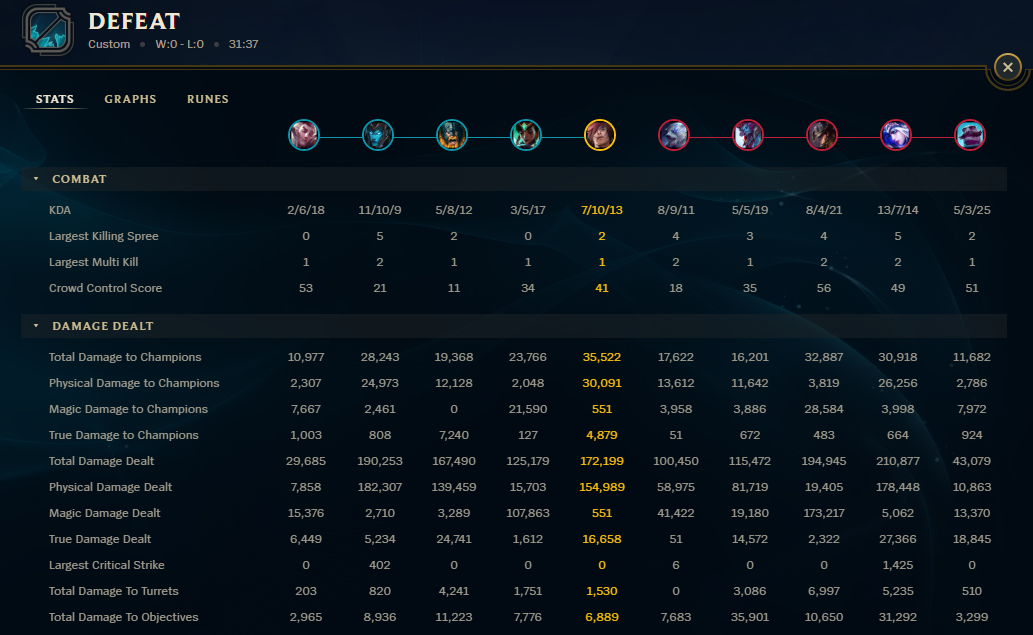 DEFEAT
Custom • W:0 - L:0 • 31:37
STATS GRAPHS RUNES
COMBAT
KDA 2/6/18 11/10/9 5/8/12 3/5/17 7/10/13 8/9/11 5/5/19 8/4/21 13/7/14 5/3/25
Largest Killing Spree 0 5 2 0 2 4 3 4 5 2
Largest Multi Kill 1 2 1 1 1 2 1 2 2 1
Crowd Control Score 53 21 11 34 41 18 35 56 49 51
DAMAGE DEALT
Total Damage to Champions 10,977 28,243 19,368 23,766 35,522 17,622 16,201 32,887 30,918 11,682
Physical Damage to Champions 2,307 24,973 12,128 2,048 30,091 13,612 11,642 3,819 26,256 2,786
Magic Damage to Champions 7,667 2,461 0 21,590 551 3,958 3,886 28,584 3,998 7,972
True Damage to Champions 1,003 808 7,240 127 4,879 51 672 483 664 924
Total Damage Dealt 29,685 190,253 167,490 125,179 172,199 100,450 115,472 194,945 210,877 43,079
Physical Damage Dealt 7,858 182,307 139,459 15,703 154,989 58,975 81,719 19,405 178,448 10,863
Magic Damage Dealt 15,376 2,710 3,289 107,863 551 41,422 19,180 173,217 5,062 13,370
True Damage Dealt 6,449 5,234 24,741 1,612 16,658 51 14,572 2,322 27,366 18,845
Largest Critical Strike 0 402 0 0 0 6 0 0 1,425 0
Total Damage To Turrets 203 820 4,241 1,751 1,530 0 3,086 6,997 5,235 510
Total Damage To Objectives 2,965 8,936 11,223 7,776 6,889 7,683 35,901 10,650 31,292 3,299